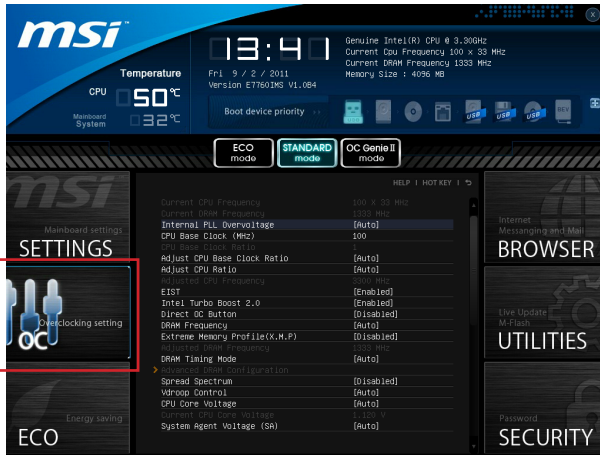 msi
Temperature
CPU 50°C
Mainboard
System 32°C
13:41
Fri 9 / 2 / 2011
Version E7760IMS V1.0B4
Genuine Intel(R) CPU @ 3.30GHz
Current Cpu Frequency 100 x 33 MHz
Current DRAM Frequency 1333 MHz
Memory Size : 4096 MB
Boot device priority
USB
USB
USB
REV
ECO
mode
STANDARD
mode
OC Genie II
mode
HELP | HOT KEY |
msi
Mainboard settings
SETTINGS
Overclocking setting
OC
Energy saving
ECO
Current CPU Frequency 100 X 33 MHz
Current DRAM Frequency 1333 MHz
Internal PLL Overvoltage [Auto]
CPU Base Clock (MHz) 100
CPU Base Clock Ratio 1
Adjust CPU Base Clock Ratio [Auto]
Adjust CPU Ratio [Auto]
Adjusted CPU Frequency 3300 MHz
EIST [Enabled]
Intel Turbo Boost 2.0 [Enabled]
Direct OC Button [Disabled]
DRAM Frequency [Auto]
Extreme Memory Profile(X.M.P) [Disabled]
Adjusted DRAM Frequency 1333 MHz
DRAM Timing Mode [Auto]
Advanced DRAM Configuration
Spread Spectrum [Disabled]
Vdroop Control [Auto]
CPU Core Voltage [Auto]
Current CPU Core Voltage 1.120 V
System Agent Voltage (SA) [Auto]
Internet
Messanging and Mail
BROWSER
Live Update
M-Flash
UTILITIES
Password
SECURITY